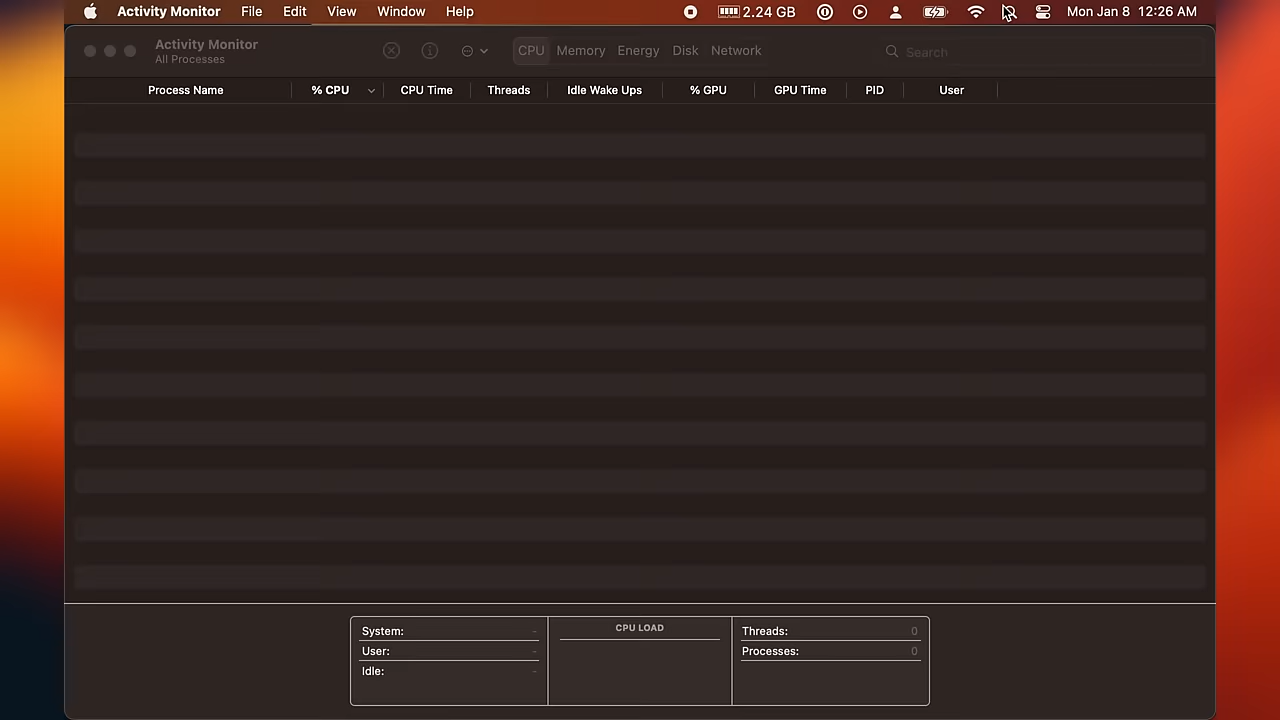 Activity Monitor File Edit View Window Help 2.24 GB Mon Jan 8 12:26 AM
Activity Monitor
All Processes
CPU Memory Energy Disk Network Search
Process Name % CPU CPU Time Threads Idle Wake Ups % GPU GPU Time PID User
System: -
User: -
Idle: -
CPU LOAD
Threads: 0
Processes: 0